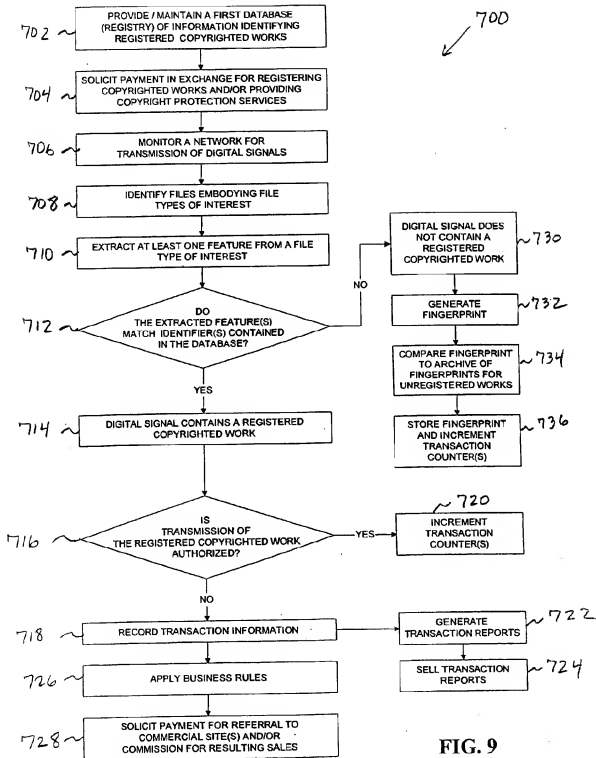 702
PROVIDE / MAINTAIN A FIRST DATABASE
(REGISTRY) OF INFORMATION IDENTIFYING
REGISTERED COPYRIGHTED WORKS
700
704
SOLICIT PAYMENT IN EXCHANGE FOR REGISTERING
COPYRIGHTED WORKS AND/OR PROVIDING
COPYRIGHT PROTECTION SERVICES
706
MONITOR A NETWORK FOR
TRANSMISSION OF DIGITAL SIGNALS
708
IDENTIFY FILES EMBODYING FILE
TYPES OF INTEREST
710
EXTRACT AT LEAST ONE FEATURE FROM A FILE
TYPE OF INTEREST
712
DO
THE EXTRACTED FEATURE(S)
MATCH IDENTIFIER(S) CONTAINED
IN THE DATABASE?
NO
DIGITAL SIGNAL DOES
NOT CONTAIN A
REGISTERED
COPYRIGHTED WORK
730
GENERATE
FINGERPRINT
732
COMPARE FINGERPRINT
TO ARCHIVE OF
FINGERPRINTS FOR
UNREGISTERED WORKS
734
STORE FINGERPRINT
AND INCREMENT
TRANSACTION
COUNTER(S)
736
YES
714
DIGITAL SIGNAL CONTAINS A REGISTERED
COPYRIGHTED WORK
716
IS
TRANSMISSION OF
THE REGISTERED COPYRIGHTED WORK
AUTHORIZED?
YES
720
INCREMENT
TRANSACTION
COUNTER(S)
NO
718
RECORD TRANSACTION INFORMATION
GENERATE
TRANSACTION REPORTS
722
SELL TRANSACTION
REPORTS
724
726
APPLY BUSINESS RULES
728
SOLICIT PAYMENT FOR REFERRAL TO
COMMERCIAL SITE(S) AND/OR
COMMISSION FOR RESULTING SALES
FIG. 9